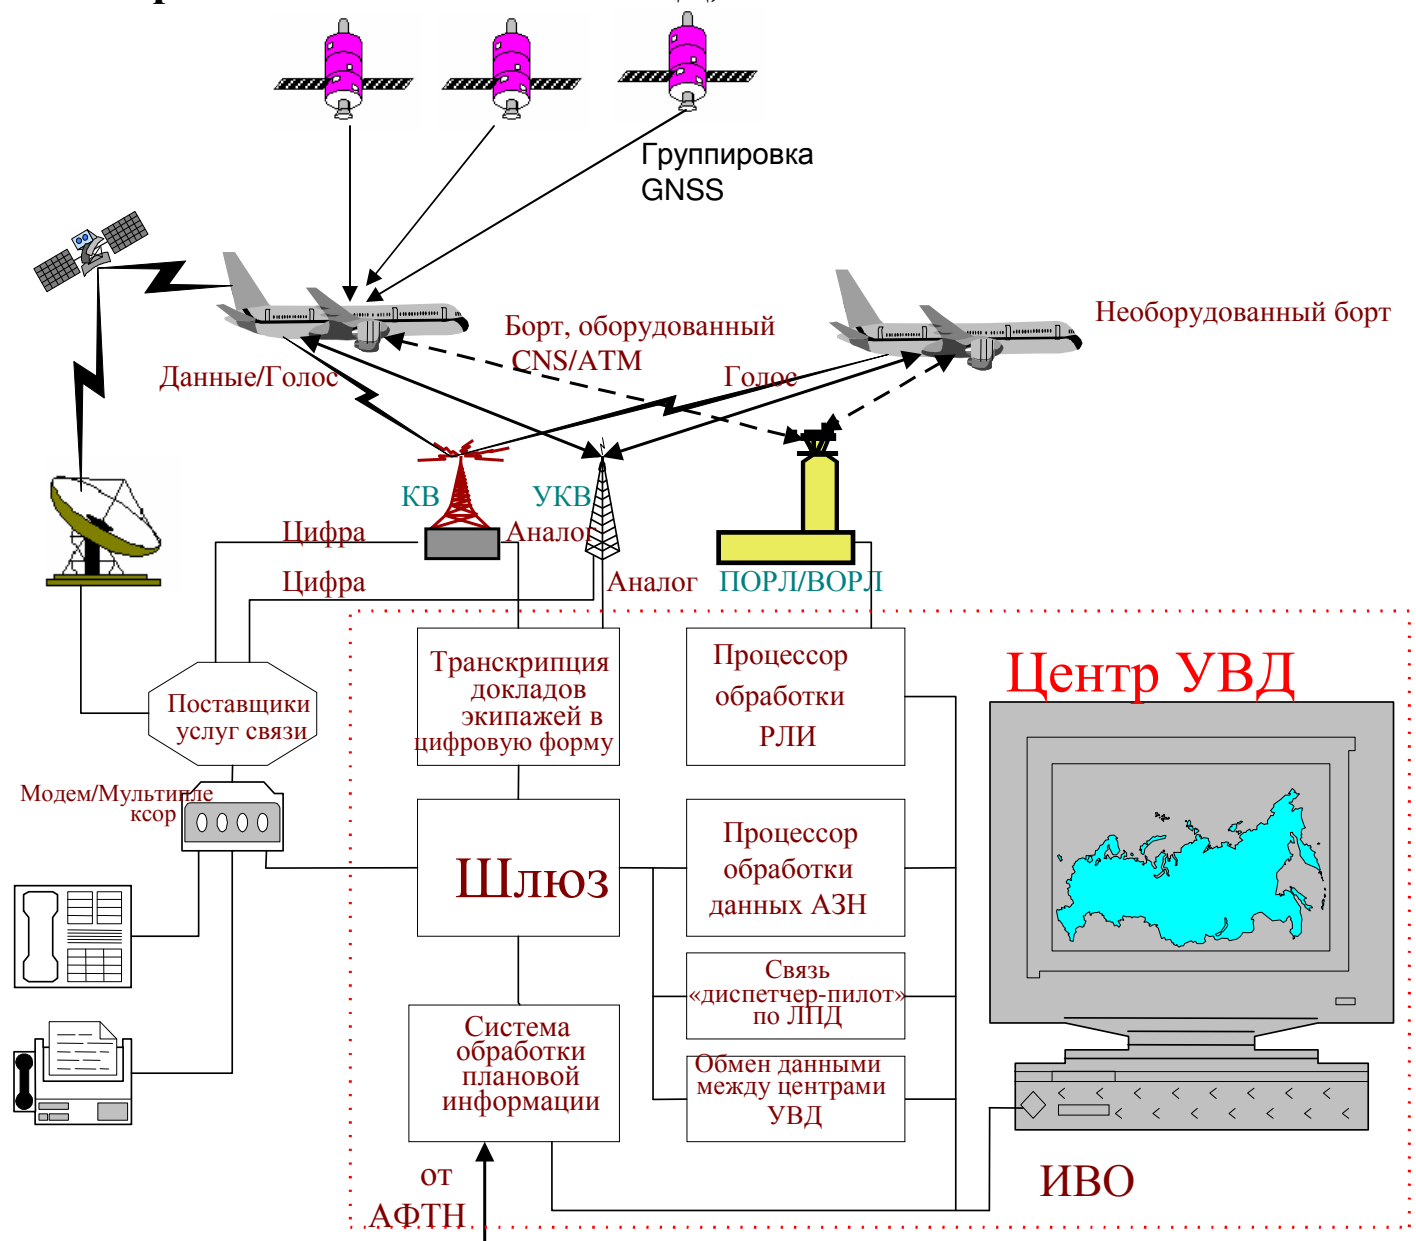 Группировка
GNSS
Борт, оборудованный
CNS/ATM
Необорудованный борт
Данные/Голос
Голос
КВ
УКВ
Цифра
Аналог
Цифра
Аналог
ПОРЛ/ВОРЛ
Центр УВД
Транскрипция
докладов
экипажей в
цифровую форму
Процессор
обработки
РЛИ
Поставщики
услуг связи
Модем/Мультипле
ксор
Шлюз
Процессор
обработки
данных АЗН
Связь
«диспетчер-пилот»
по ЛПД
Система
обработки
плановой
информации
Обмен данными
между центрами
УВД
от
АФТН
ИВО